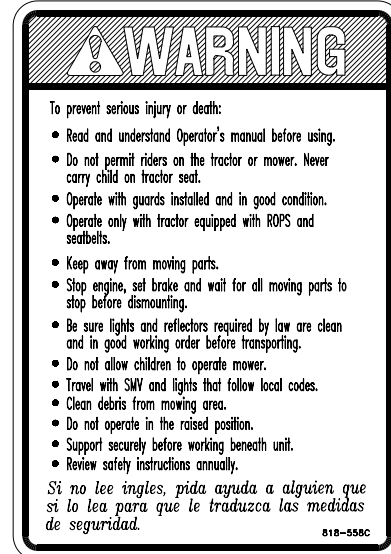 WARNING
To prevent serious injury or death:
• Read and understand Operator's manual before using.
• Do not permit riders on the tractor or mower. Never
carry child on tractor seat.
• Operate with guards installed and in good condition.
• Operate only with tractor equipped with ROPS and
seatbelts.
• Keep away from moving parts.
• Stop engine, set brake and wait for all moving parts to
stop before dismounting.
• Be sure lights and reflectors required by law are clean
and in good working order before transporting.
• Do not allow children to operate mower.
• Travel with SMV and lights that follow local codes.
• Clean debris from mowing area.
• Do not operate in the raised position.
• Support securely before working beneath unit.
• Review safety instructions annually.
Si no lee ingles, pida ayuda a alguien que
si lo lea para que le traduzca las medidas
de seguridad.
818-558C